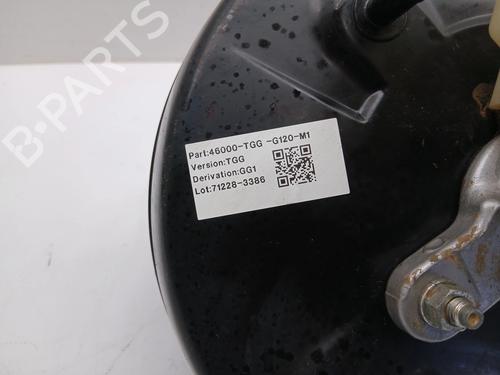 B-PARTS
Part:46000-TGG -G120-M1
Version:TGG
Derivation:GG1
Lot:71228-3386